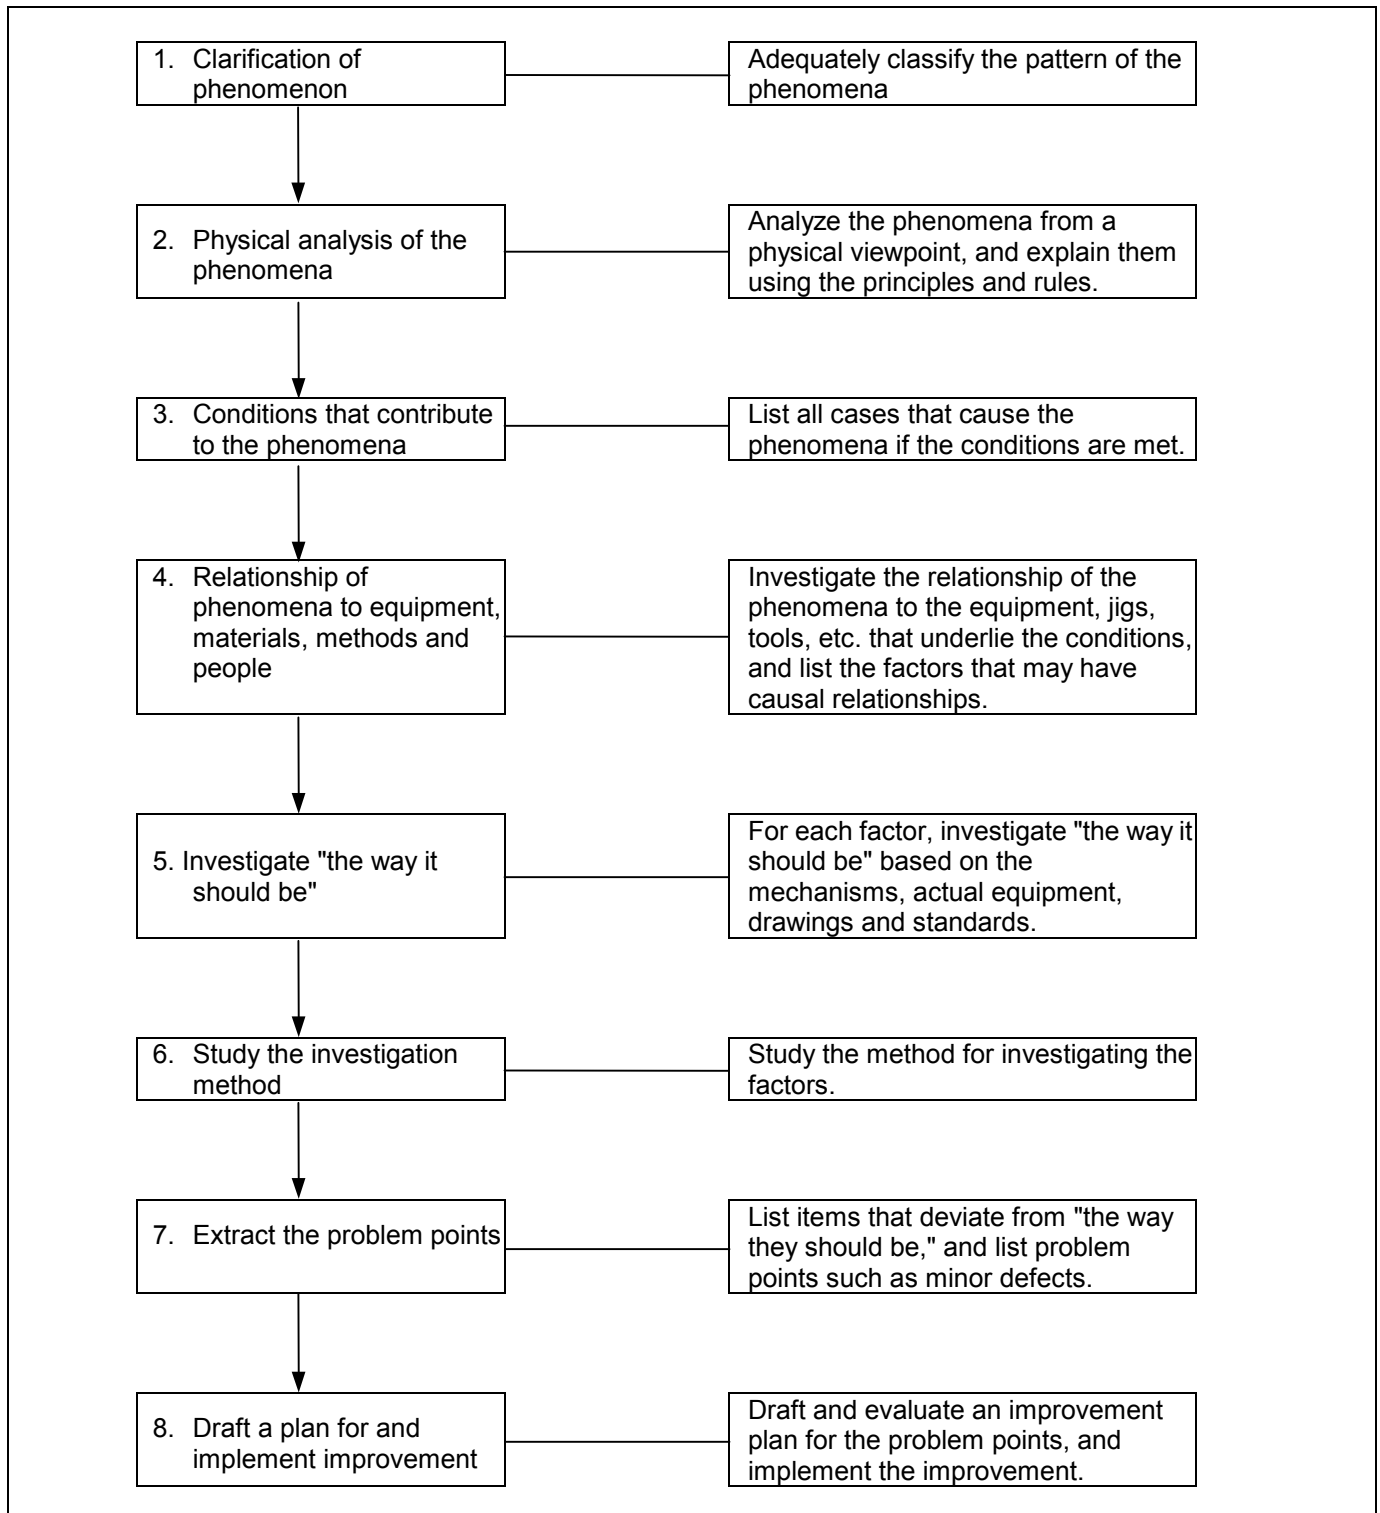 1. Clarification of
phenomenon
Adequately classify the pattern of the
phenomena
2. Physical analysis of the
phenomena
Analyze the phenomena from a
physical viewpoint, and explain them
using the principles and rules.
3. Conditions that contribute
to the phenomena
List all cases that cause the
phenomena if the conditions are met.
4. Relationship of
phenomena to equipment,
materials, methods and
people
Investigate the relationship of the
phenomena to the equipment, jigs,
tools, etc. that underlie the conditions,
and list the factors that may have
causal relationships.
5. Investigate "the way it
should be"
For each factor, investigate "the way it
should be" based on the
mechanisms, actual equipment,
drawings and standards.
6. Study the investigation
method
Study the method for investigating the
factors.
7. Extract the problem points
List items that deviate from "the way
they should be," and list problem
points such as minor defects.
8. Draft a plan for and
implement improvement
Draft and evaluate an improvement
plan for the problem points, and
implement the improvement.